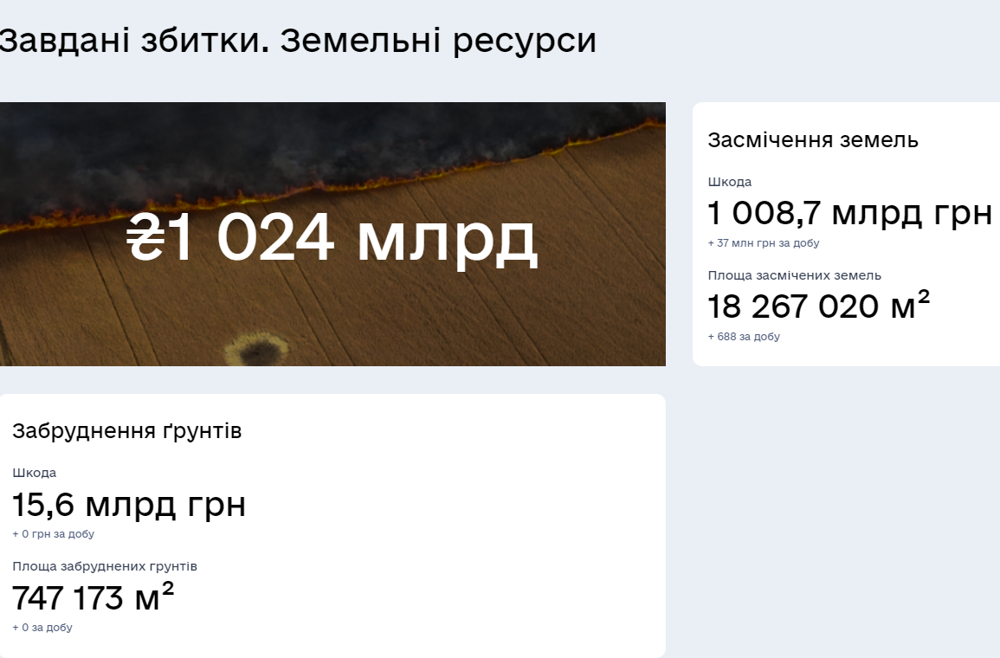 Завдані збитки. Земельні ресурси
₴1 024 млрд
Засмічення земель
Шкода
1 008,7 млрд грн
+ 37 млн грн за добу
Площа засмічених земель
18 267 020 м²
+ 688 за добу
Забруднення ґрунтів
Шкода
15,6 млрд грн
+ 0 грн за добу
Площа забруднених грунтів
747 173 м²
+ 0 за добу